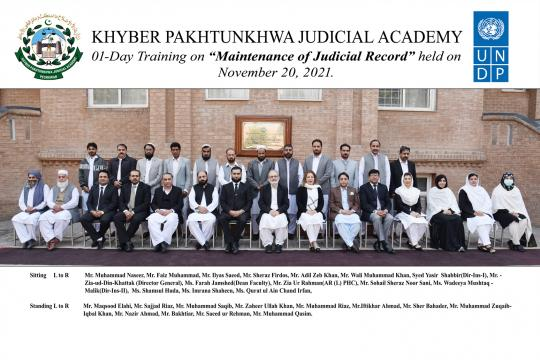 KHYBER PAKHTUNKHWA JUDICIAL ACADEMY
01-Day Training on “Maintenance of Judicial Record” held on
November 20, 2021.
U N
D P
Sitting L to R Mr. Muhammad Naseer, Mr. Faiz Muhammad, Mr. Ilyas Saeed, Mr. Sheraz Firdos, Mr. Adil Zeb Khan, Mr. Wali Muhammad Khan, Syed Yasir Shabbir(Dir-Ins-I), Mr. -
Zia-ud-Din-Khattak (Director General), Ms. Farah Jamshed(Dean Faculty), Mr. Zia Ur Rahman(AR (L) PHC), Mr. Sohail Sheraz Noor Sani, Ms. Wadeeya Mushtaq -
Malik(Dir-Ins-II), Ms. Shamsul Huda, Ms. Imrana Shaheen, Ms. Qurat ul Ain Chand Irfan,
Standing L to R Mr. Maqsood Elahi, Mr. Sajjad Riaz, Mr. Muhammad Saqib, Mr. Zaheer Ullah Khan, Mr. Muhammad Riaz, Mr.Iftikhar Ahmad, Mr. Sher Bahader, Mr. Muhammad Zuqaib-
Iqbal Khan, Mr. Nazir Ahmad, Mr. Bakhtiar, Mr. Saeed ur Rehman, Mr. Muhammad Qasim.